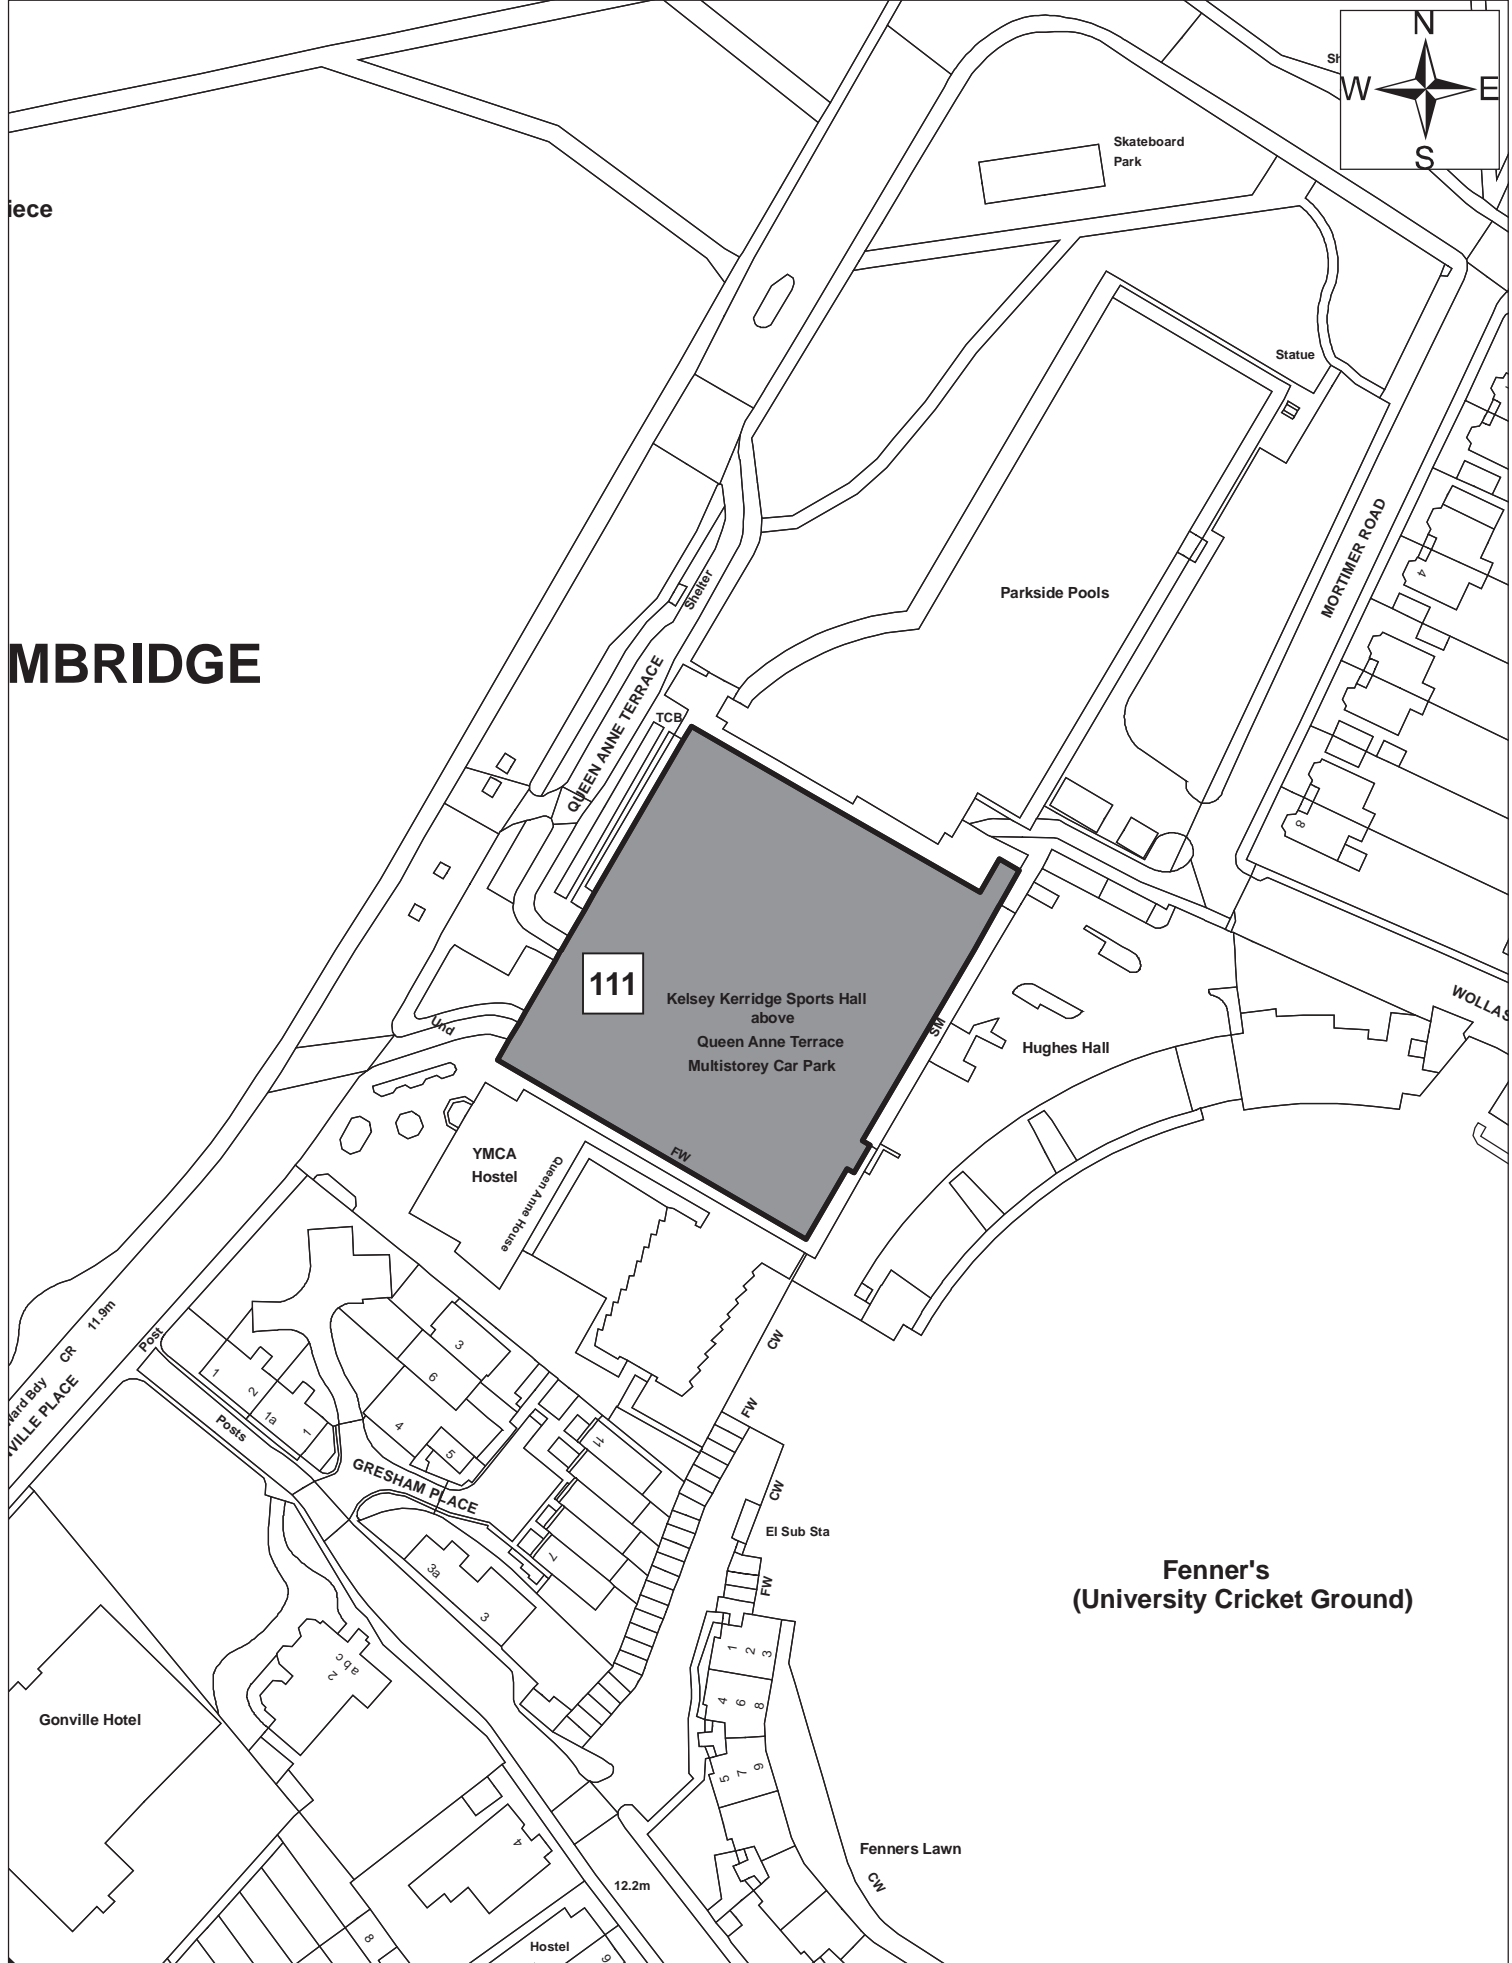 N
Sh
W
E
S
Skateboard
Park
iece
Statue
MORTIMER ROAD
4
Shelter
Parkside Pools
MBRIDGE
QUEEN ANNE TERRACE
TCB
8
111
Kelsey Kerridge Sports Hall
above
Queen Anne Terrace
Multistorey Car Park
WOLLAS
Und
SM
Hughes Hall
YMCA
Hostel
Queen Anne House
FW
11.9m
CR
Post
Ward Bdy
NVILLE PLACE
CW
3
6
1
2
1a
1
4
5
Posts
FW
11
GRESHAM PLACE
CW
El Sub Sta
7
3a
3
FW
Fenner's
(University Cricket Ground)
1
2
3
abc
2
4
6
8
Gonville Hotel
5
7
9
4
Fenners Lawn
CW
12.2m
8
Hostel
9